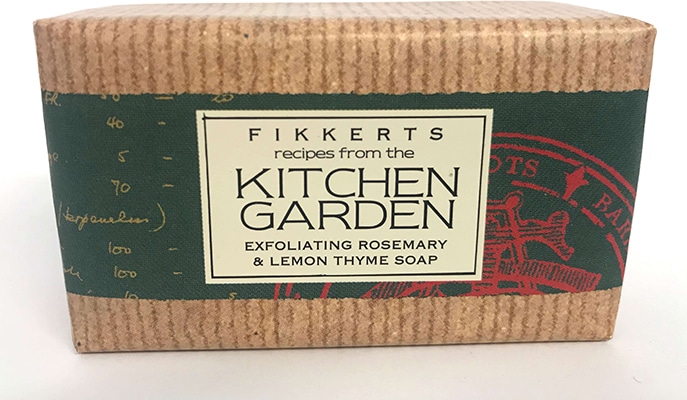 FIKKERTS
recipes from the
KITCHEN
GARDEN
EXFOLIATING ROSEMARY
& LEMON THYME SOAP
40 -
5 -
70 -
100 -
100 -